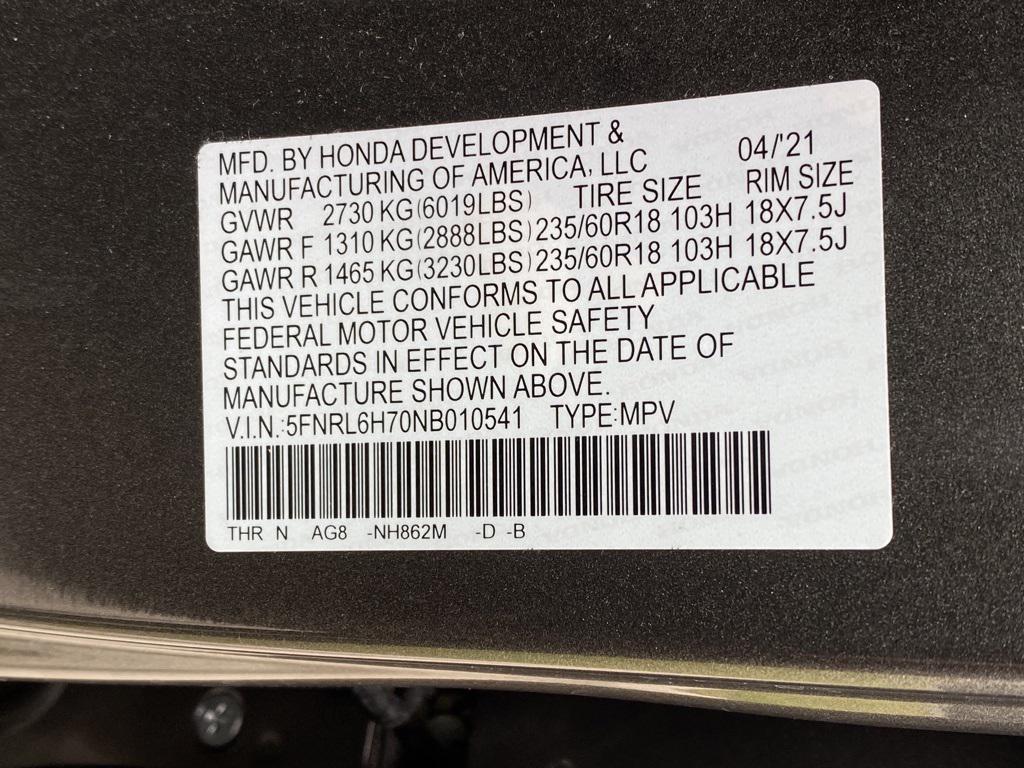 MFD. BY HONDA DEVELOPMENT &
MANUFACTURING OF AMERICA, LLC 04/'21
GVWR 2730 KG(6019LBS) TIRE SIZE RIM SIZE
GAWR F 1310 KG(2888LBS) 235/60R18 103H 18X7.5J
GAWR R 1465 KG(3230LBS) 235/60R18 103H 18X7.5J
THIS VEHICLE CONFORMS TO ALL APPLICABLE
FEDERAL MOTOR VEHICLE SAFETY
STANDARDS IN EFFECT ON THE DATE OF
MANUFACTURE SHOWN ABOVE.
V.I.N.:5FNRL6H70NB010541 TYPE:MPV
THR N AG8 -NH862M -D -B